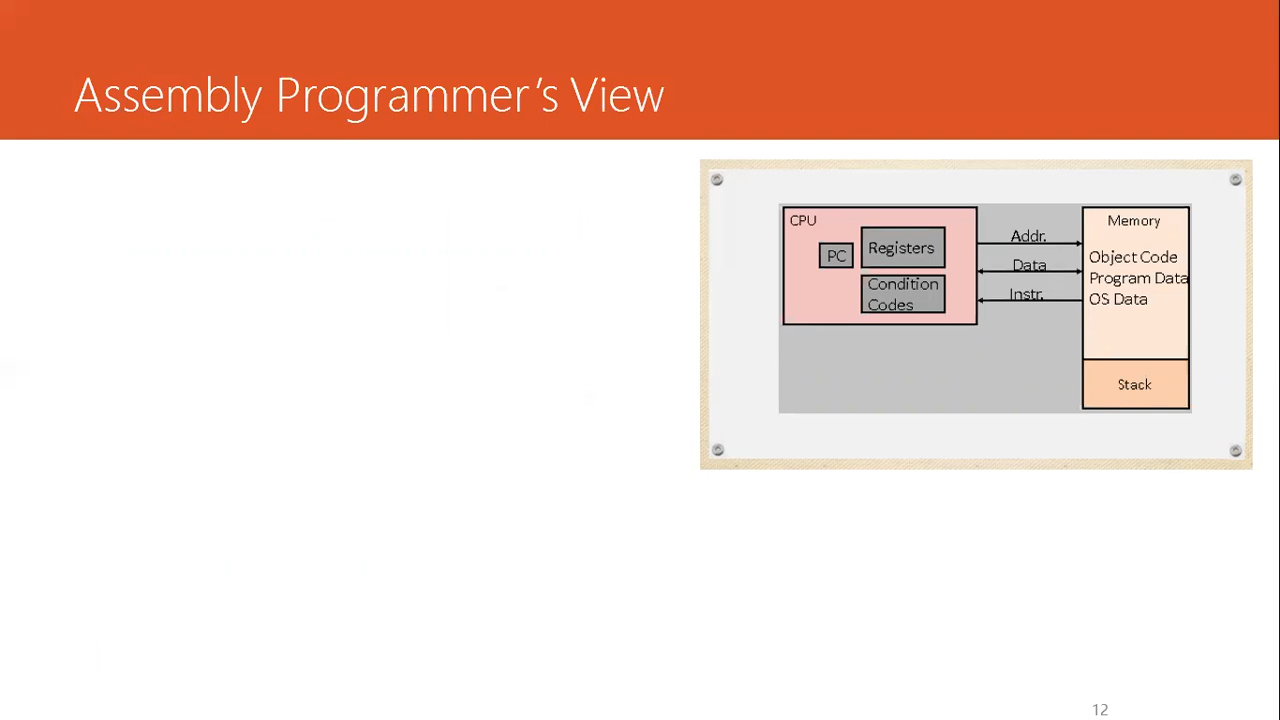 Assembly Programmer's View
CPU
PC
Registers
Condition
Codes
Addr.
Data
Instr.
Memory
Object Code
Program Data
OS Data
Stack
12